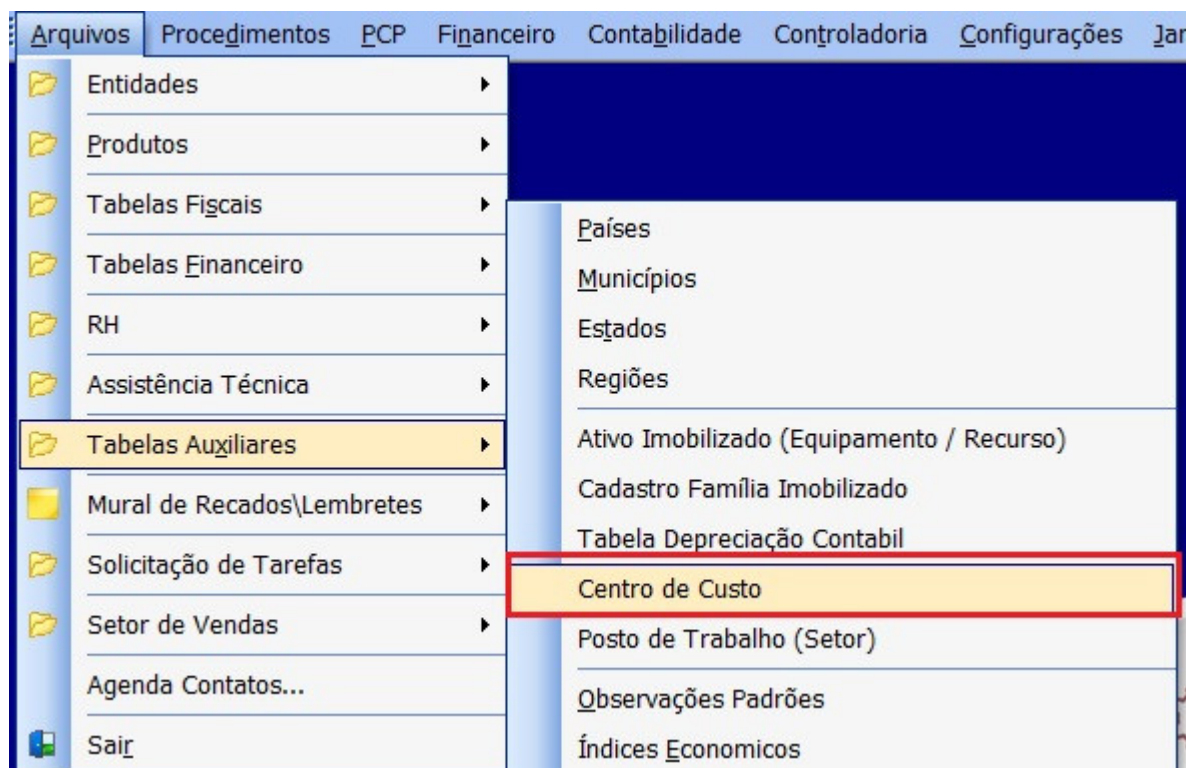 Arquivos Procedimentos PCP Financeiro Contabilidade Controladoria Configurações
Entidades
Produtos
Tabelas Fiscais
Tabelas Financeiro
RH
Assistência Técnica
Tabelas Auxiliares
Mural de Recados\Lembretes
Solicitação de Tarefas
Setor de Vendas
Agenda Contatos...
Sair
Países
Municípios
Estados
Regiões
Ativo Imobilizado (Equipamento / Recurso)
Cadastro Família Imobilizado
Tabela Depreciação Contabil
Centro de Custo
Posto de Trabalho (Setor)
Observações Padrões
Índices Economicos